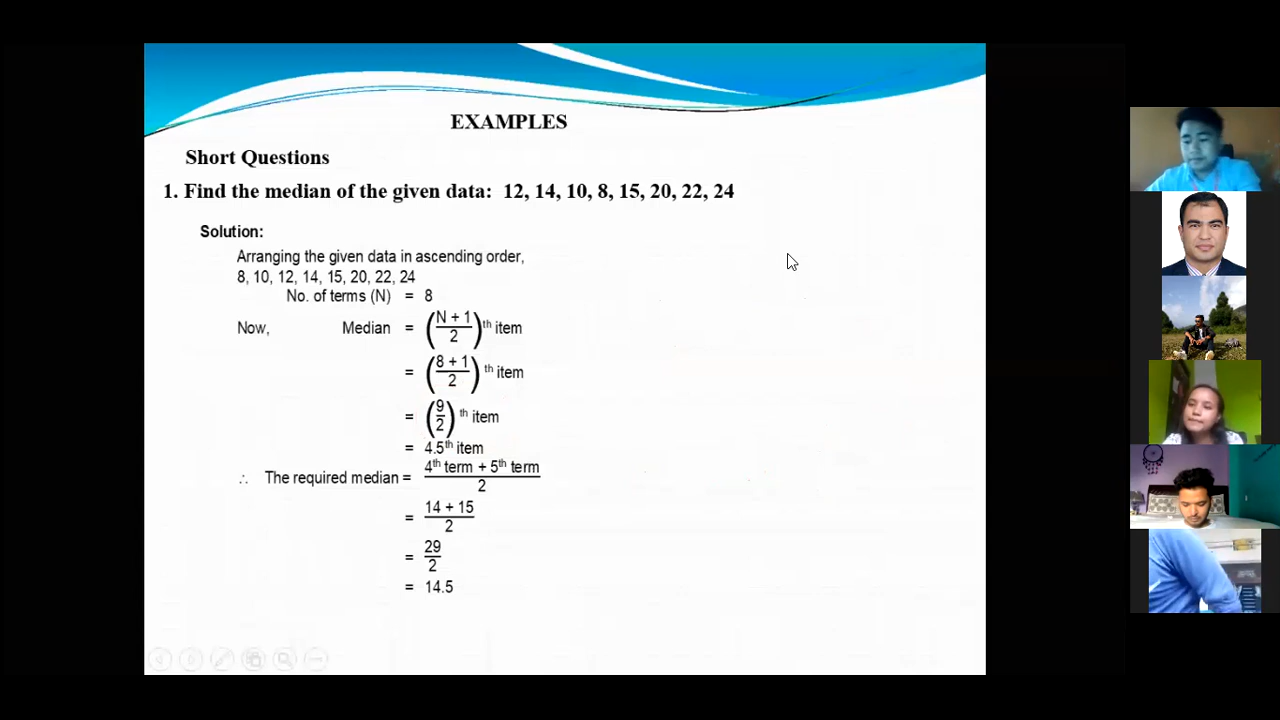 EXAMPLES
Short Questions
1. Find the median of the given data: 12, 14, 10, 8, 15, 20, 22, 24
Solution:
Arranging the given data in ascending order,
8, 10, 12, 14, 15, 20, 22, 24
No. of terms (N) = 8
Now, Median = ((N + 1)/2)th item
= ((8 + 1)/2)th item
= (9/2)th item
= 4.5th item
∴ The required median = (4th term + 5th term)/2
= (14 + 15)/2
= 29/2
= 14.5